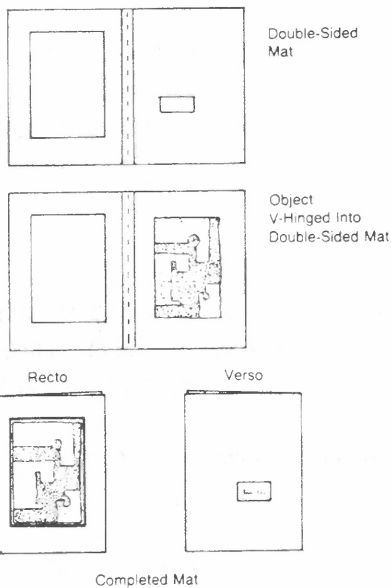 Double-Sided
Mat
Object
V-Hinged Into
Double-Sided Mat
Recto
Verso
Completed Mat